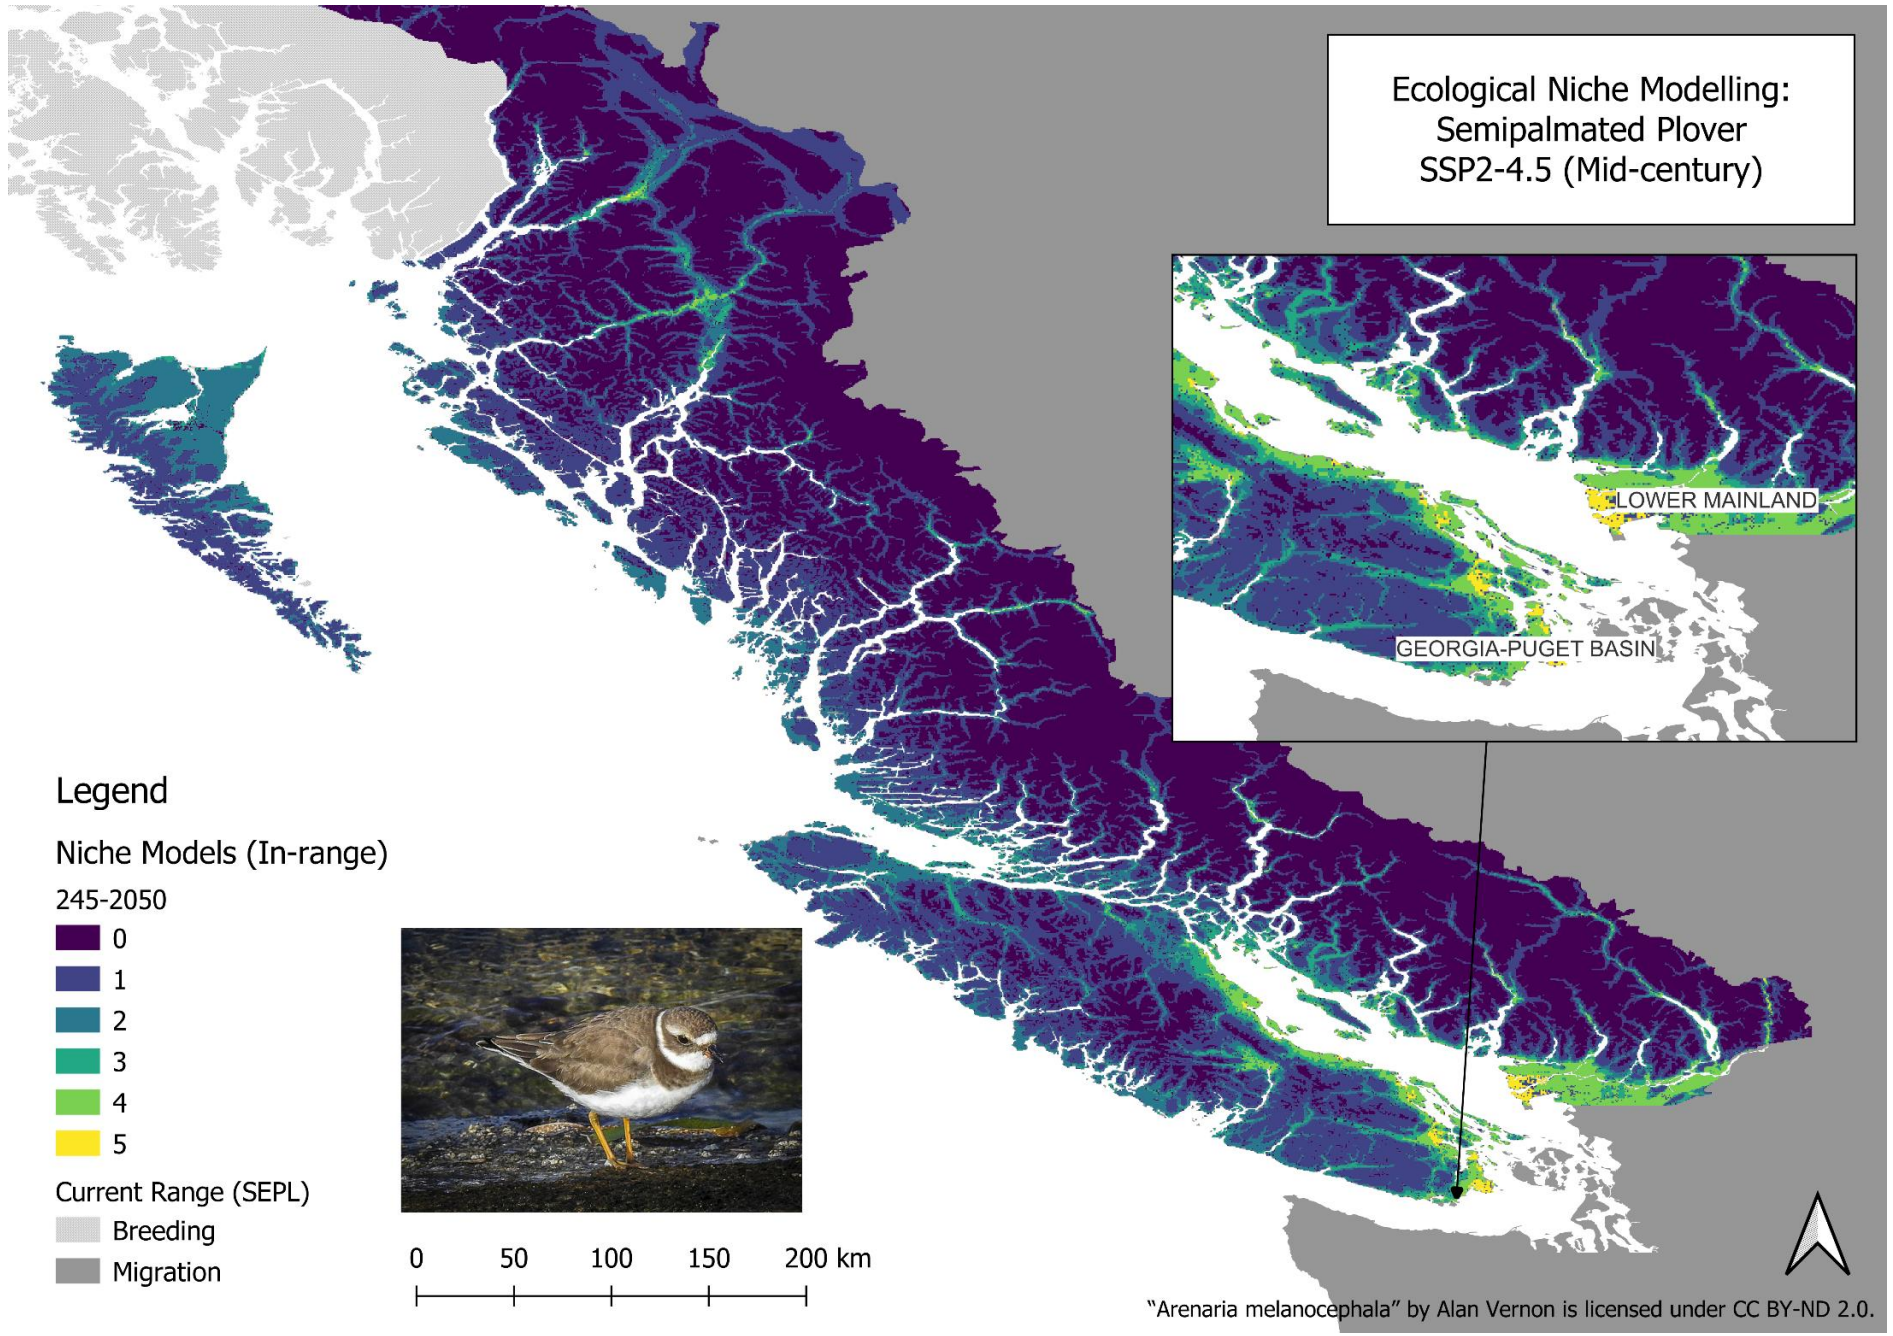 Ecological Niche Modelling:
Semipalmated Plover
SSP2-4.5 (Mid-century)
LOWER MAINLAND
GEORGIA-PUGET BASIN
Legend
Niche Models (In-range)
245-2050
0
1
2
3
4
5
Current Range (SEPL)
Breeding
Migration
0 50 100 150 200 km
“Arenaria melanocephala” by Alan Vernon is licensed under CC BY-ND 2.0.